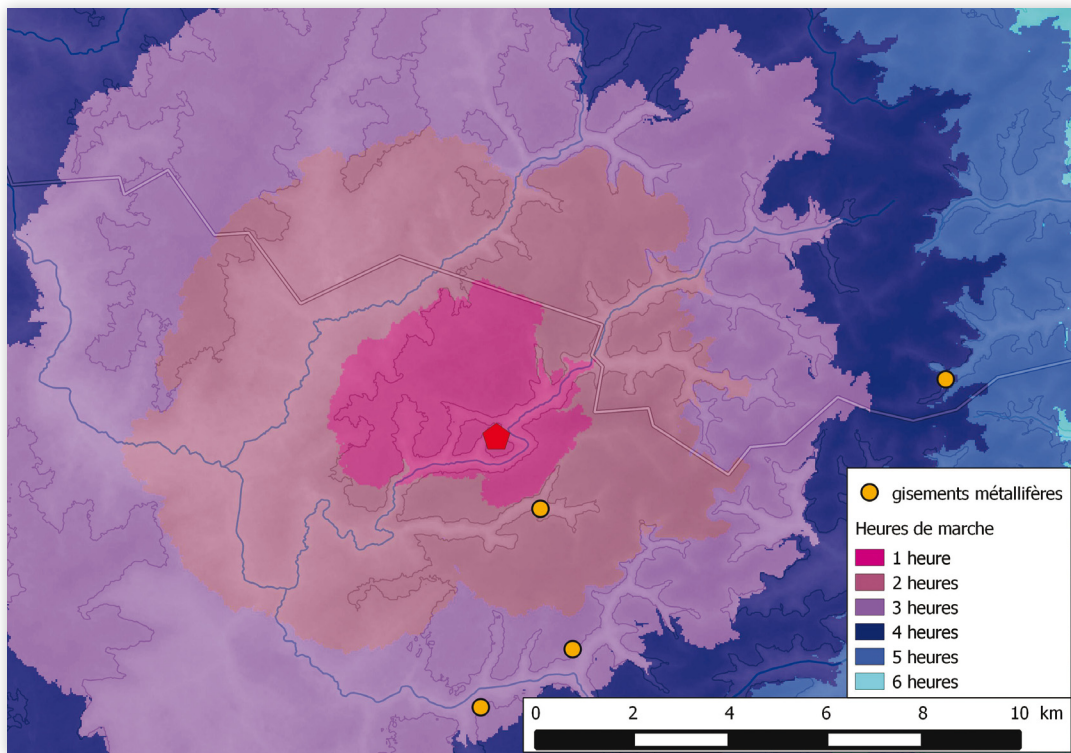 gisements métallifères
Heures de marche
1 heure
2 heures
3 heures
4 heures
5 heures
6 heures
0 2 4 6 8 10 km